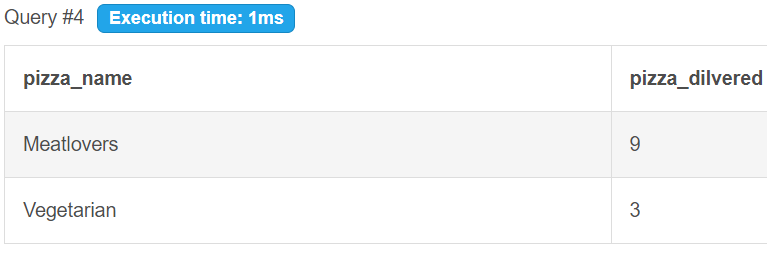 Query #4 Execution time: 1ms
pizza_name pizza_dilvered
Meatlovers 9
Vegetarian 3